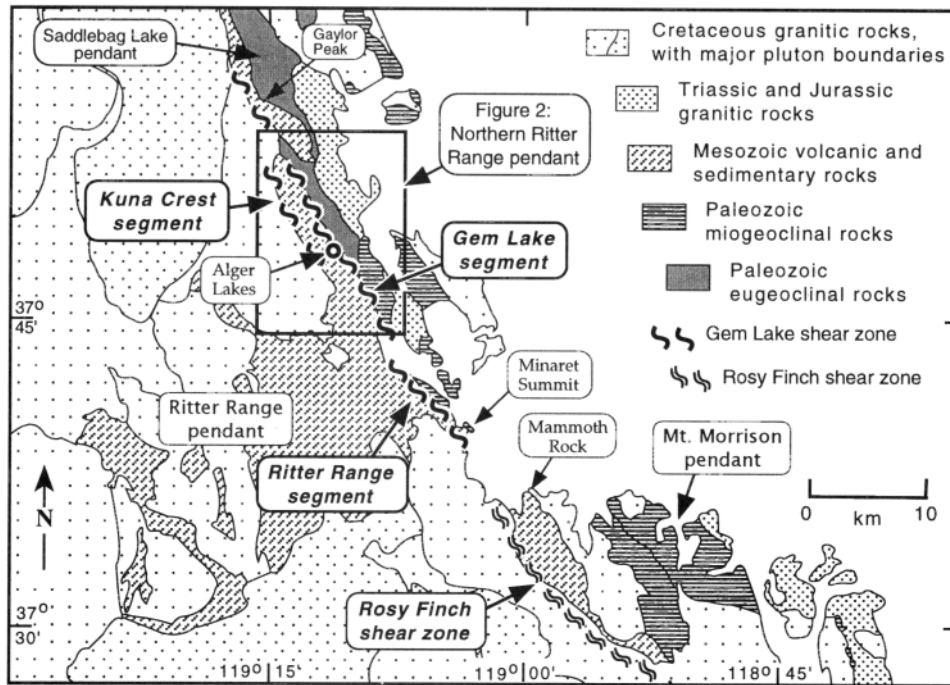 Saddlebag Lake
pendant
Gaylor
Peak
Figure 2:
Northern Ritter
Range pendant
Kuna Crest
segment
Gem Lake
segment
Alger
Lakes
37°
45'
Ritter Range
pendant
Minaret
Summit
Mammoth
Rock
Mt. Morrison
pendant
Ritter Range
segment
N
Rosy Finch
shear zone
37°
30'
119° 15'
119° 00'
118° 45'
Cretaceous granitic rocks,
with major pluton boundaries
Triassic and Jurassic
granitic rocks
Mesozoic volcanic and
sedimentary rocks
Paleozoic
miogeoclinal rocks
Paleozoic
eugeoclinal rocks
Gem Lake shear zone
Rosy Finch shear zone
0 10
km